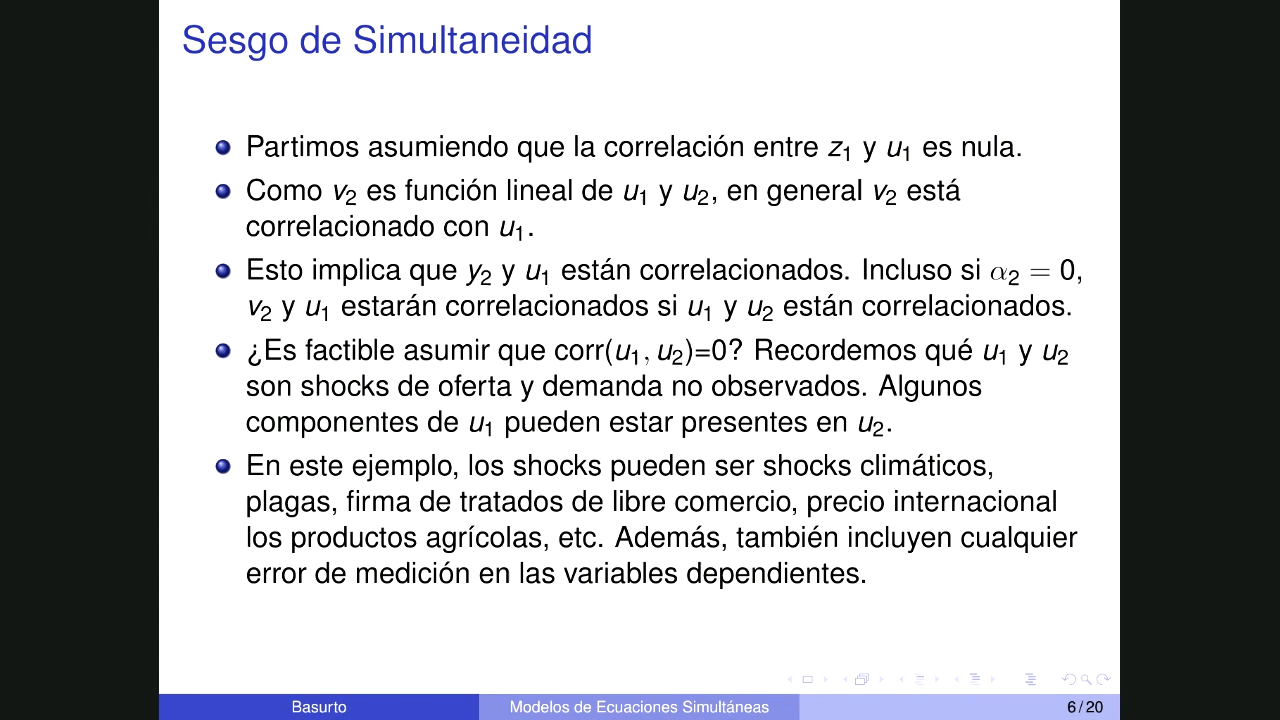 Sesgo de Simultaneidad
Partimos asumiendo que la correlación entre z₁ y u₁ es nula.
Como v₂ es función lineal de u₁ y u₂, en general v₂ está
correlacionado con u₁.
Esto implica que y₂ y u₁ están correlacionados. Incluso si α₂ = 0,
v₂ y u₁ estarán correlacionados si u₁ y u₂ están correlacionados.
¿Es factible asumir que corr(u₁, u₂)=0? Recordemos qué u₁ y u₂
son shocks de oferta y demanda no observados. Algunos
componentes de u₁ pueden estar presentes en u₂.
En este ejemplo, los shocks pueden ser shocks climáticos,
plagas, firma de tratados de libre comercio, precio internacional
los productos agrícolas, etc. Además, también incluyen cualquier
error de medición en las variables dependientes.
Basurto Modelos de Ecuaciones Simultáneas 6 / 20